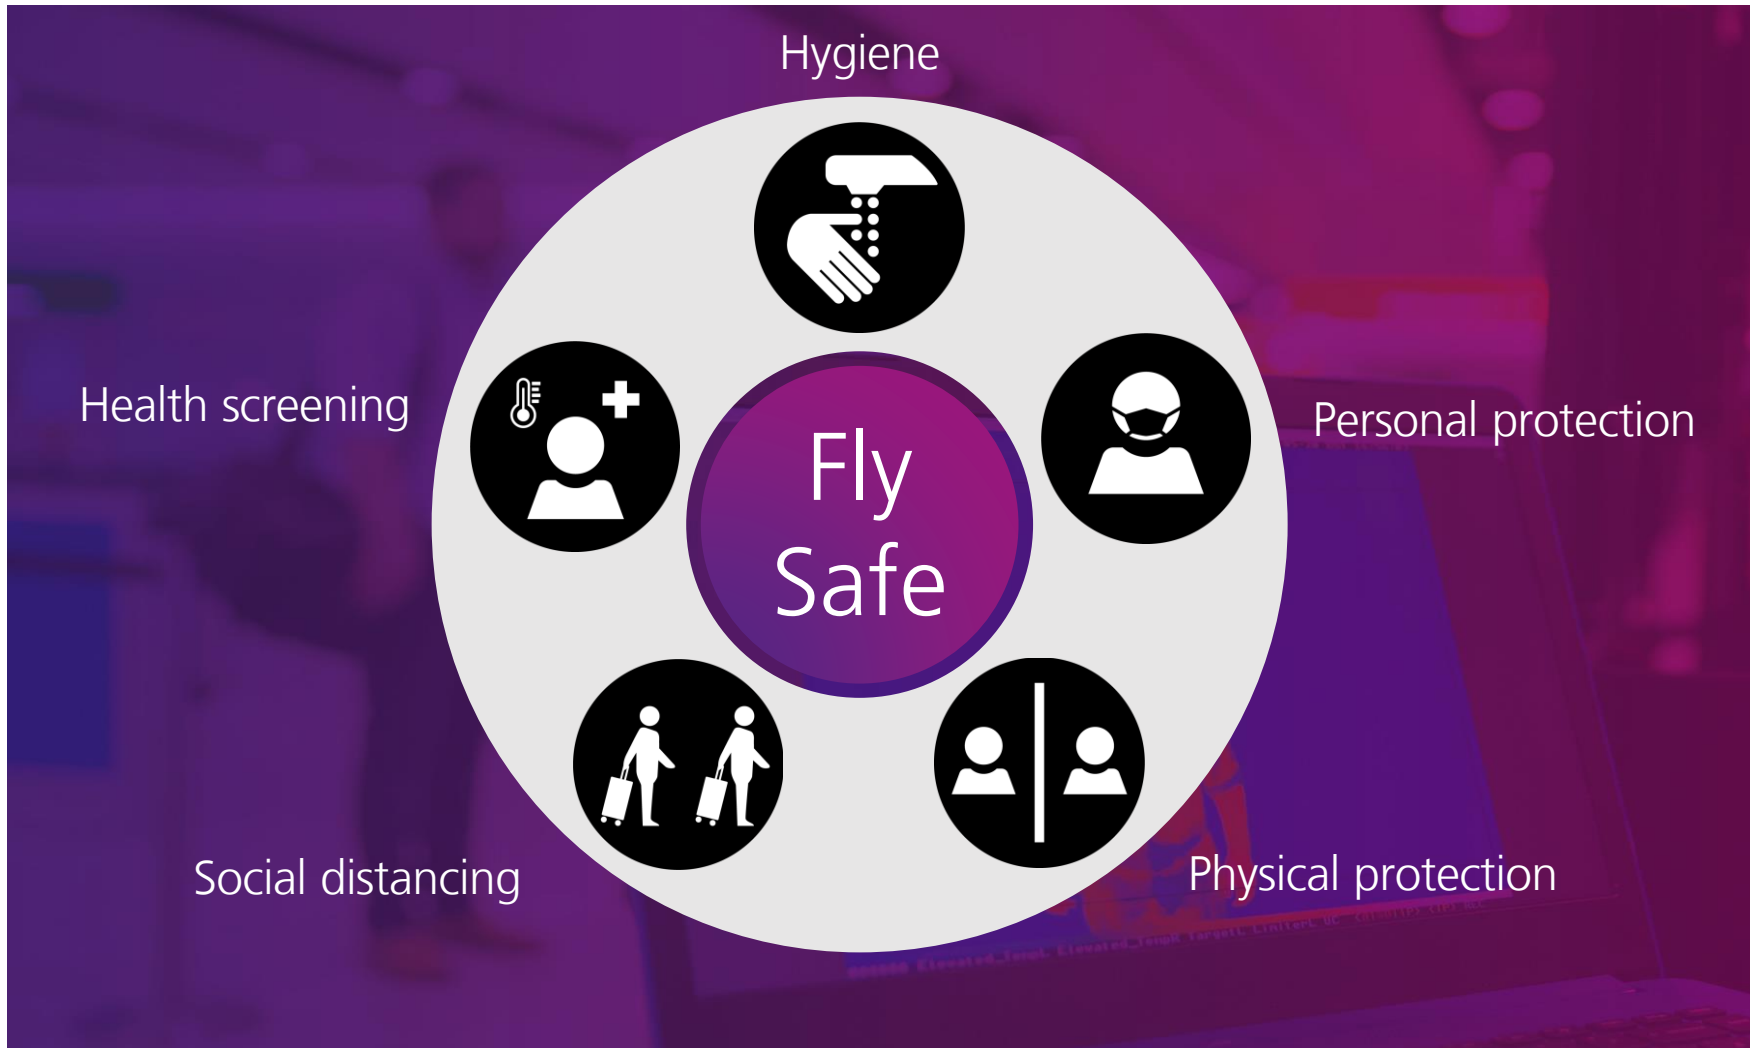 Hygiene
Health screening
Personal protection
Fly
Safe
Social distancing
Physical protection